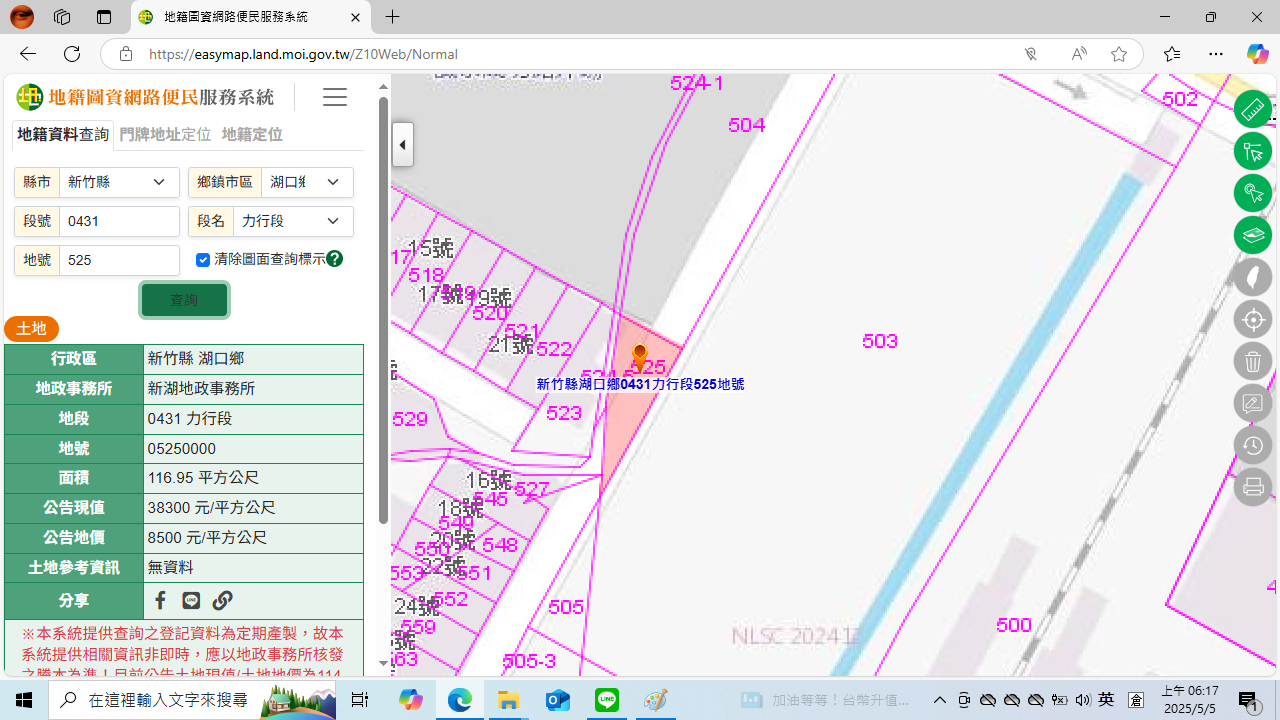 地籍圖資網路便民服務系統
https://easymap.land.moi.gov.tw/Z10Web/Normal
地籍圖資網路便民服務系統
地籍資料查詢 門牌地址定位 地籍定位
縣市 新竹縣 鄉鎮市區 湖口
段號 0431 段名 力行段
地號 525 清除圖面查詢標示
查詢
土地
行政區 新竹縣 湖口鄉
地政事務所 新湖地政事務所
地段 0431 力行段
地號 05250000
面積 116.95 平方公尺
公告現值 38300 元/平方公尺
公告地價 8500 元/平方公尺
土地參考資訊 無資料
分享
※本系統提供查詢之登記資料為定期產製，故本
系統提供相關資訊非即時，應以地政事務所核發
之謄本為準！目前公告土地現值/土地地價為114
524-1
502
504
15號
17
518
17號
519
19號
520
521
21號
522
503
525
新竹縣湖口鄉0431力行段525地號
523
529
16號
527
545
18號
549
20號
548
550
22號
553
551
24號
552
505
559
500
NLSC 2024
63
505-3
在這裡輸入文字來搜尋
加油等等！台幣升值...
英
倉
上午 06:17
2025/5/5
1